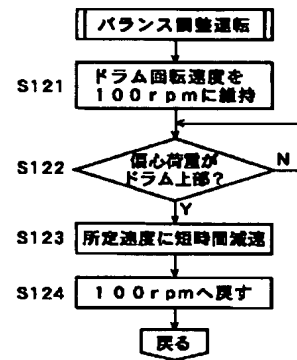 バランス調整運転
S121
ドラム回転速度を
100rpmに維持
S122
偏心荷重が
ドラム上部?
N
Y
S123
所定速度に短時間減速
S124
100rpmへ戻す
戻る